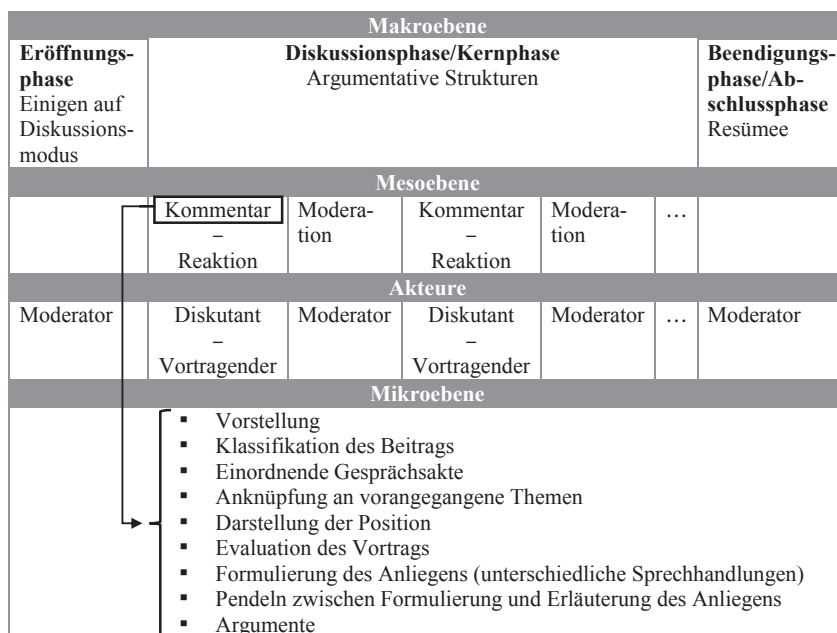 Makroebene
Eröffnungs-
phase
Einigen auf
Diskussions-
modus
Diskussionsphase/Kernphase
Argumentative Strukturen
Beendigungs-
phase/Ab-
schlussphase
Resümee
Mesoebene
Kommentar
–
Reaktion
Modera-
tion
Kommentar
–
Reaktion
Modera-
tion
…
Akteure
Moderator
Diskutant
–
Vortragender
Moderator
Diskutant
–
Vortragender
Moderator
…
Moderator
Mikroebene
▪ Vorstellung
▪ Klassifikation des Beitrags
▪ Einordnende Gesprächsakte
▪ Anknüpfung an vorangegangene Themen
▪ Darstellung der Position
▪ Evaluation des Vortrags
▪ Formulierung des Anliegens (unterschiedliche Sprechhandlungen)
▪ Pendeln zwischen Formulierung und Erläuterung des Anliegens
▪ Argumente